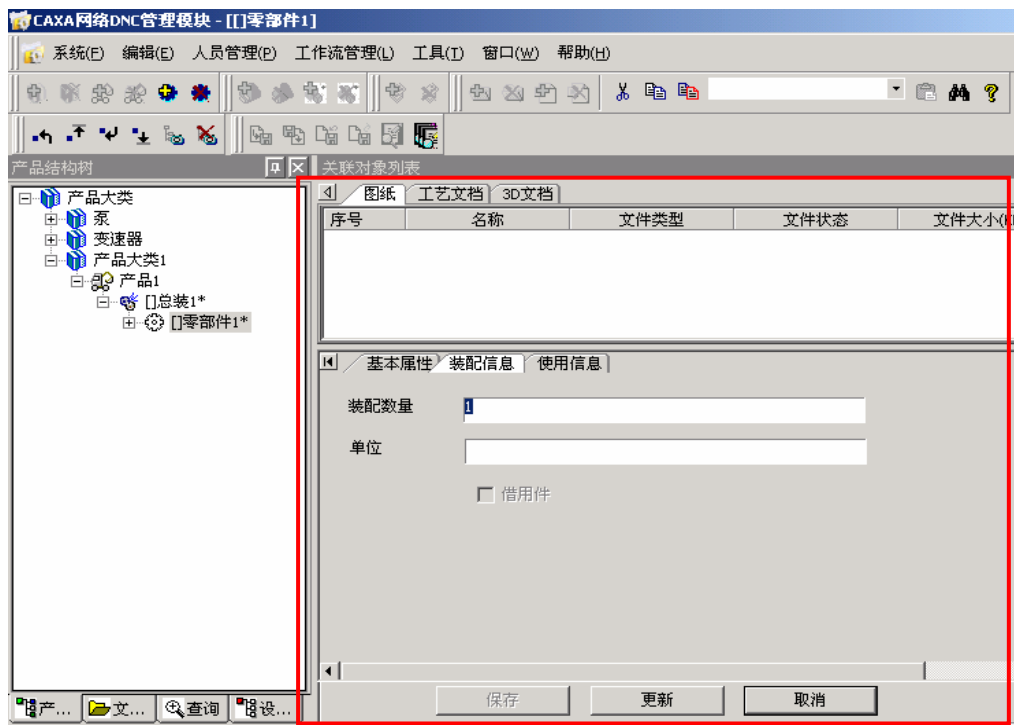 CAXA网络DNC管理模块 - [[]零部件1]
系统(F) 编辑(E) 人员管理(P) 工作流管理(L) 工具(T) 窗口(W) 帮助(H)
产品结构树
关联对象列表
产品大类
泵
变速器
产品大类1
产品1
[]总装1*
[]零部件1*
图纸 工艺文档 3D文档
序号 名称 文件类型 文件状态 文件大小(
基本属性 装配信息 使用信息
装配数量 1
单位
借用件
保存 更新 取消
产... 文... 查询 设...